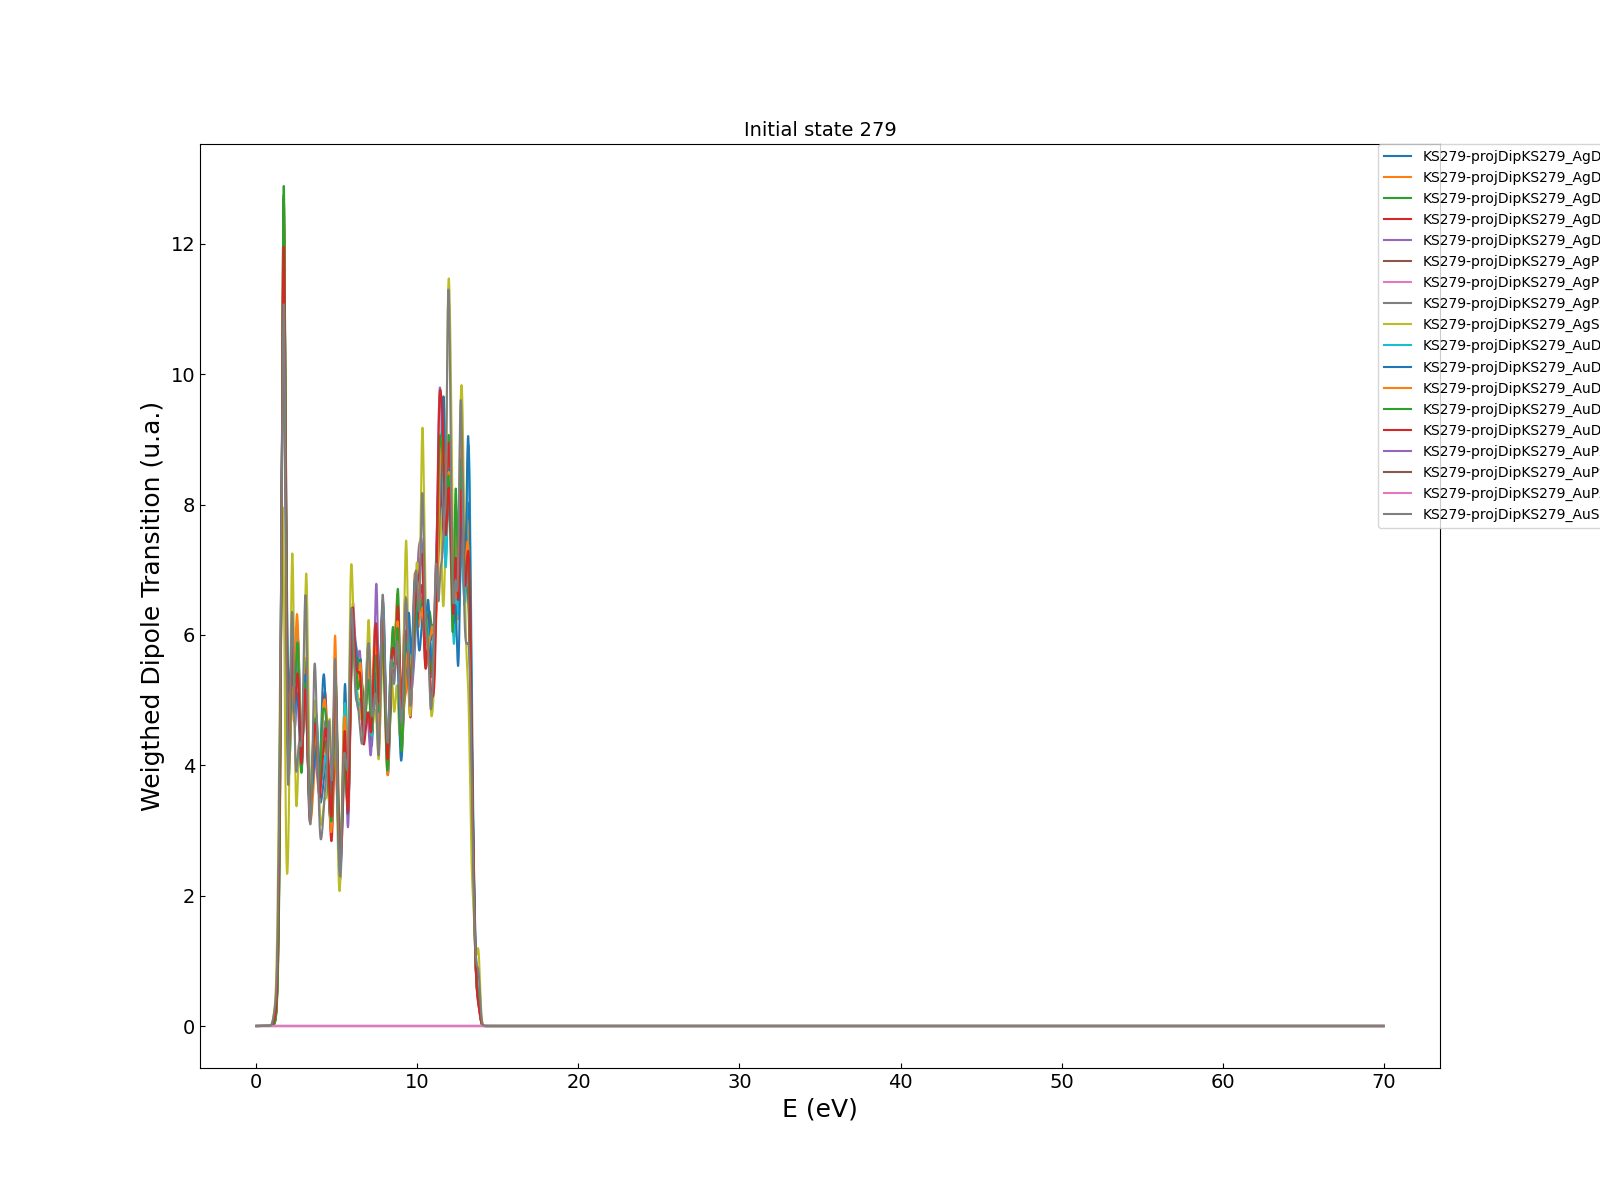 Initial state 279
Weigthed Dipole Transition (u.a.)
12
10
8
6
4
2
0
0 10 20 30 40 50 60 70
E (eV)
KS279-projDipKS279_AgD
KS279-projDipKS279_AgD
KS279-projDipKS279_AgD
KS279-projDipKS279_AgD
KS279-projDipKS279_AgD
KS279-projDipKS279_AgP
KS279-projDipKS279_AgP
KS279-projDipKS279_AgP
KS279-projDipKS279_AgS
KS279-projDipKS279_AuD
KS279-projDipKS279_AuD
KS279-projDipKS279_AuD
KS279-projDipKS279_AuD
KS279-projDipKS279_AuD
KS279-projDipKS279_AuP
KS279-projDipKS279_AuP
KS279-projDipKS279_AuP
KS279-projDipKS279_AuS